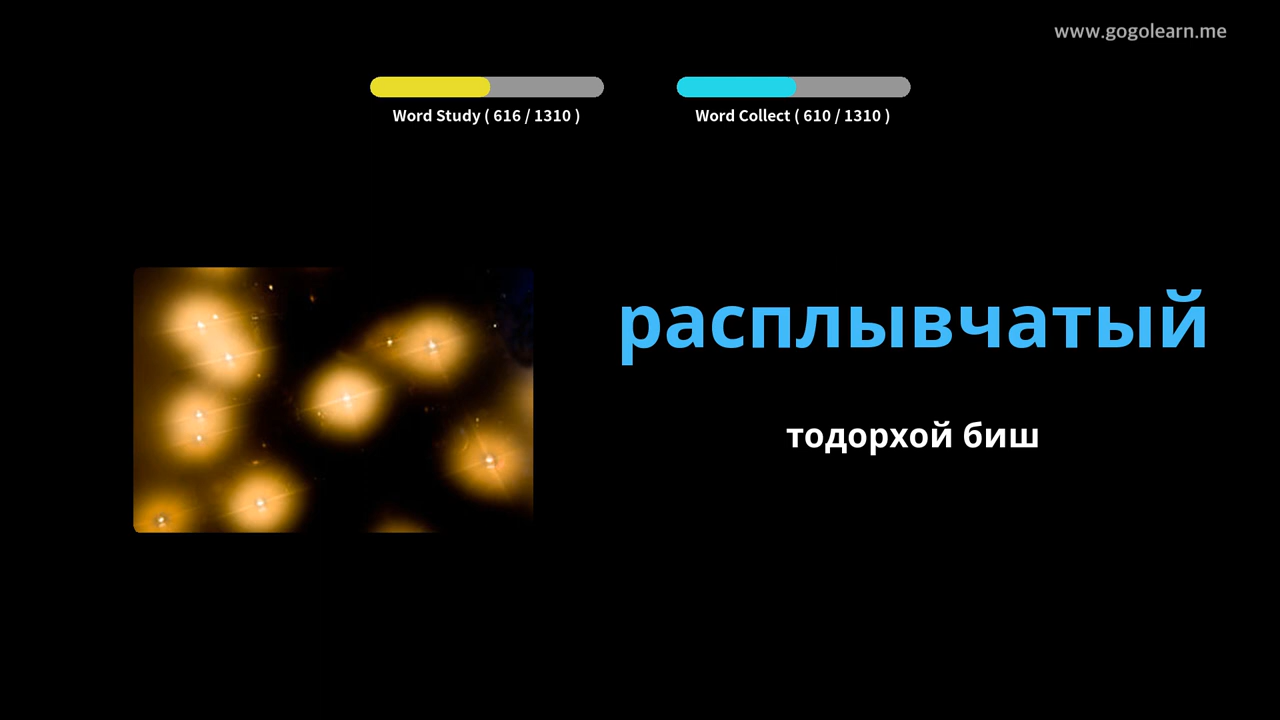 www.gogolearn.me
Word Study ( 616 / 1310 )
Word Collect ( 610 / 1310 )
расплывчатый
тодорхой биш